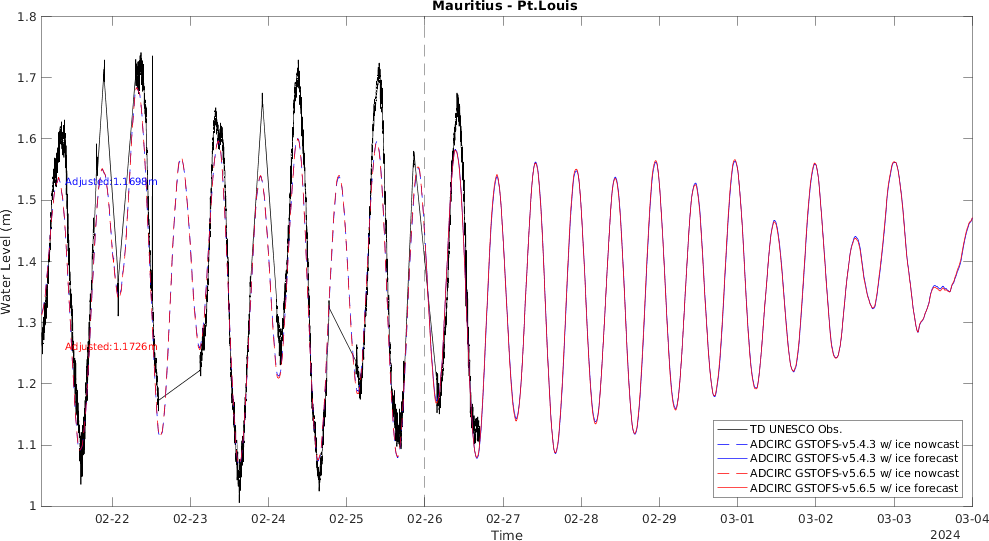 Mauritius - Pt.Louis
Water Level (m)
1.8
1.7
1.6
1.5
1.4
1.3
1.2
1.1
1
Adjusted:1.1698m
Adjusted:1.1726m
TD UNESCO Obs.
ADCIRC GSTOFS-v5.4.3 w/ ice nowcast
ADCIRC GSTOFS-v5.4.3 w/ ice forecast
ADCIRC GSTOFS-v5.6.5 w/ ice nowcast
ADCIRC GSTOFS-v5.6.5 w/ ice forecast
02-22 02-23 02-24 02-25 02-26 02-27 02-28 02-29 03-01 03-02 03-03 03-04
Time
2024